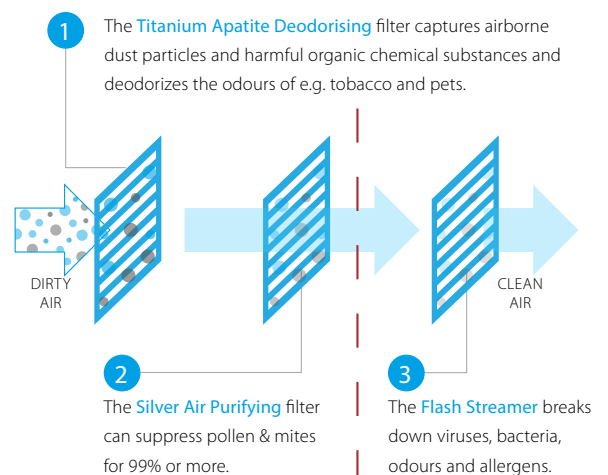 1
The Titanium Apatite Deodorising filter captures airborne
dust particles and harmful organic chemical substances and
deodorizes the odours of e.g. tobacco and pets.
DIRTY
AIR
CLEAN
AIR
2
The Silver Air Purifying filter
can suppress pollen & mites
for 99% or more.
3
The Flash Streamer breaks
down viruses, bacteria,
odours and allergens.